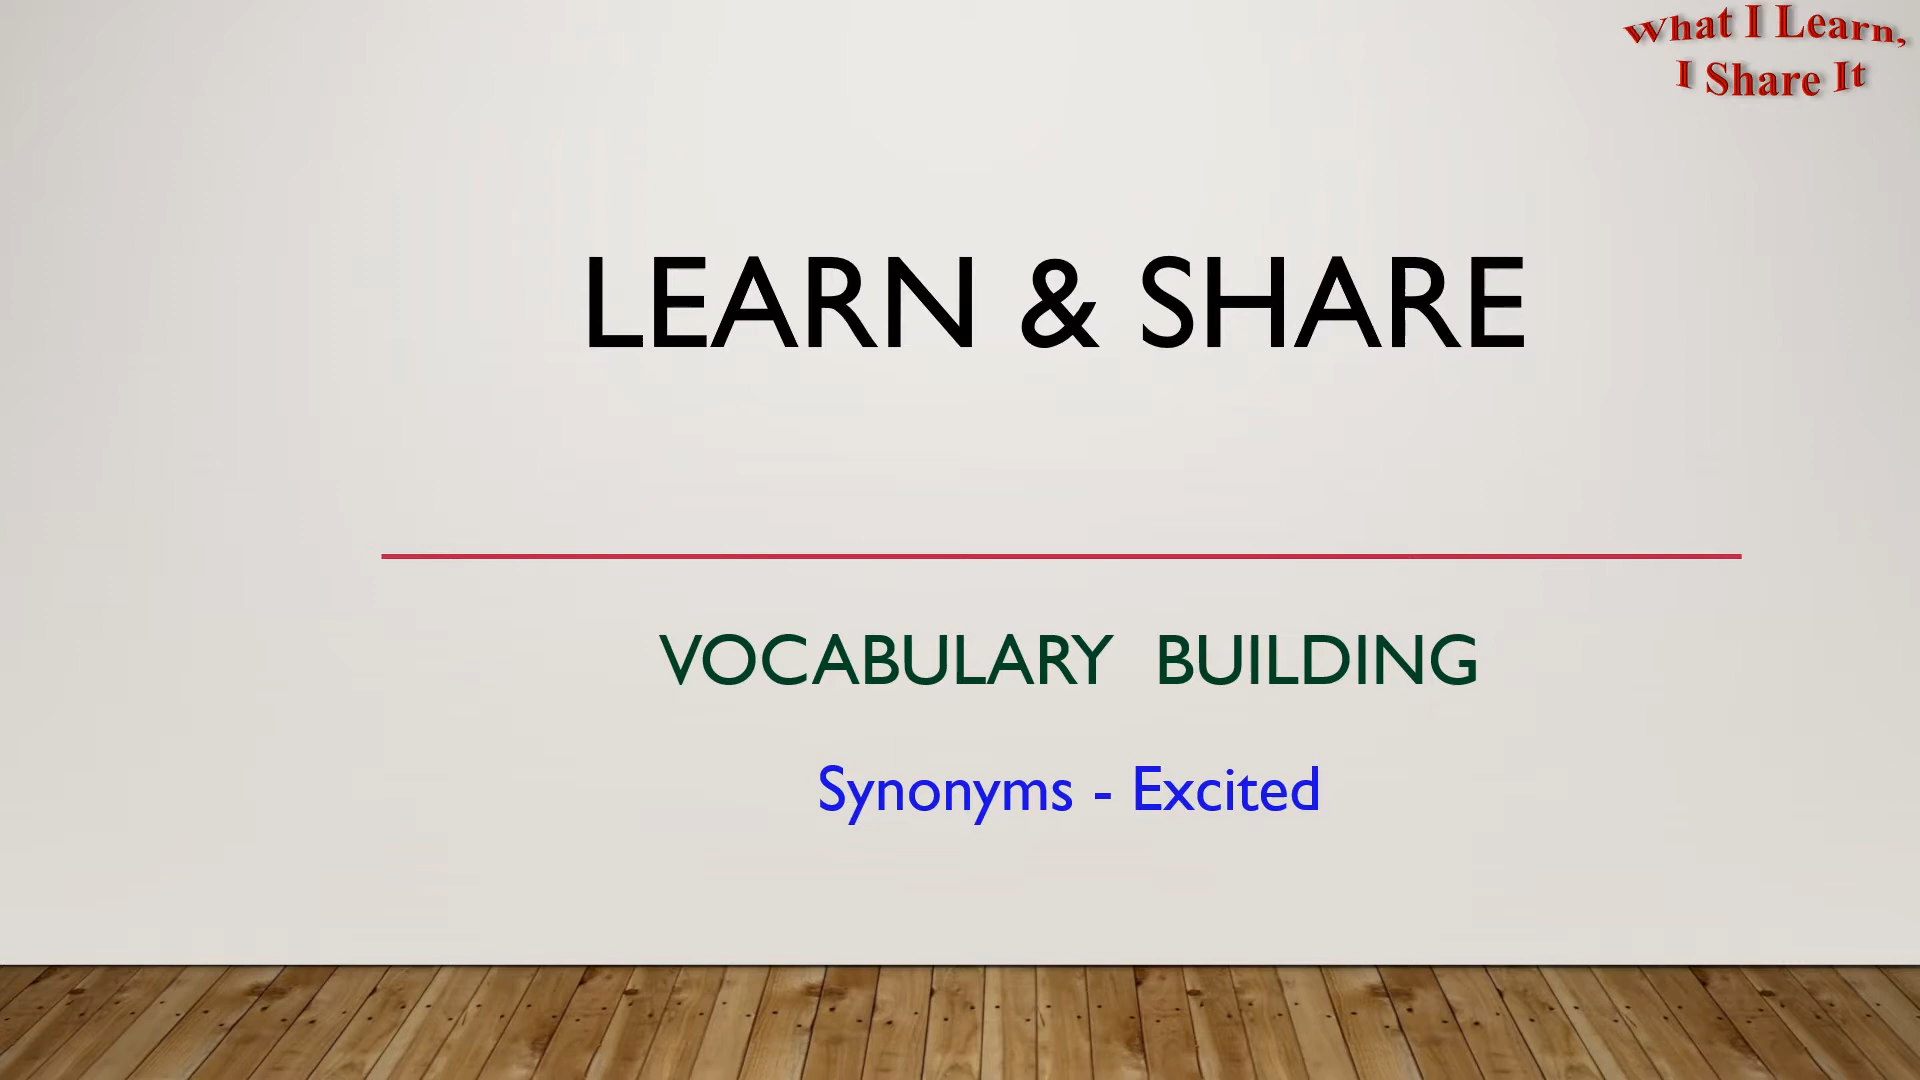 What I Learn,
I Share It
LEARN & SHARE
VOCABULARY BUILDING
Synonyms - Excited